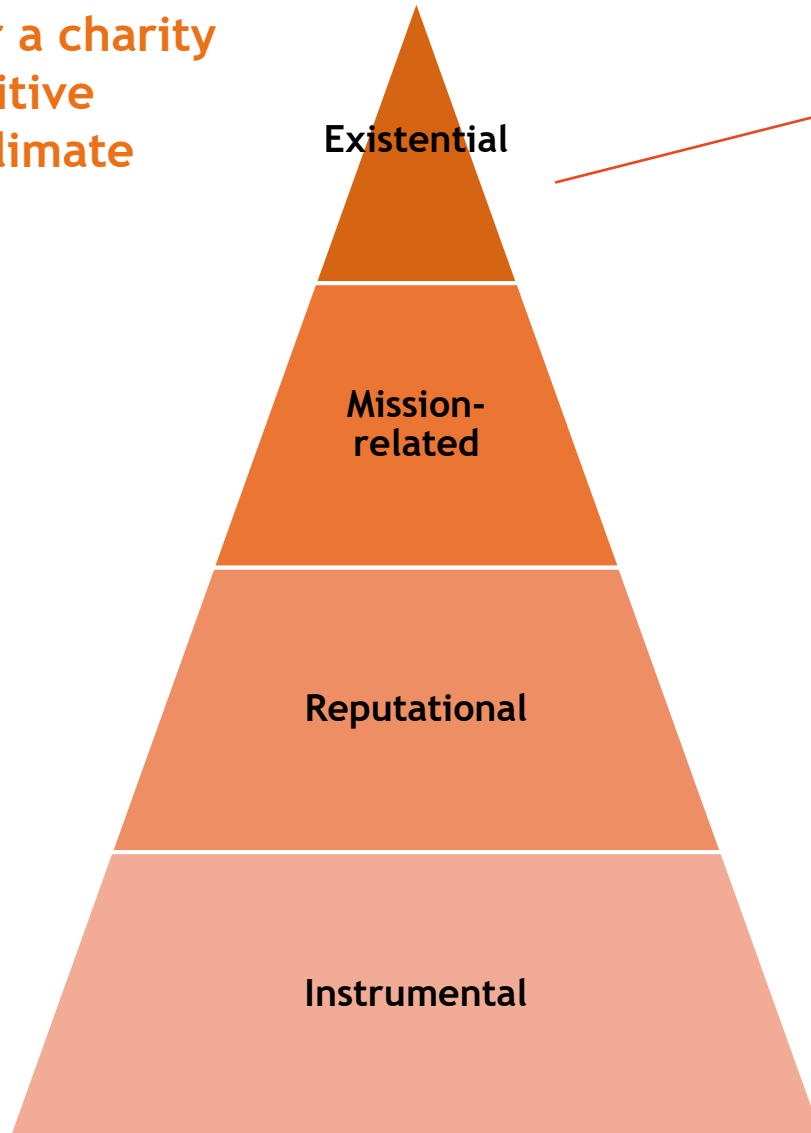 a charity
itive
limate
Existential
Mission-
related
Reputational
Instrumental